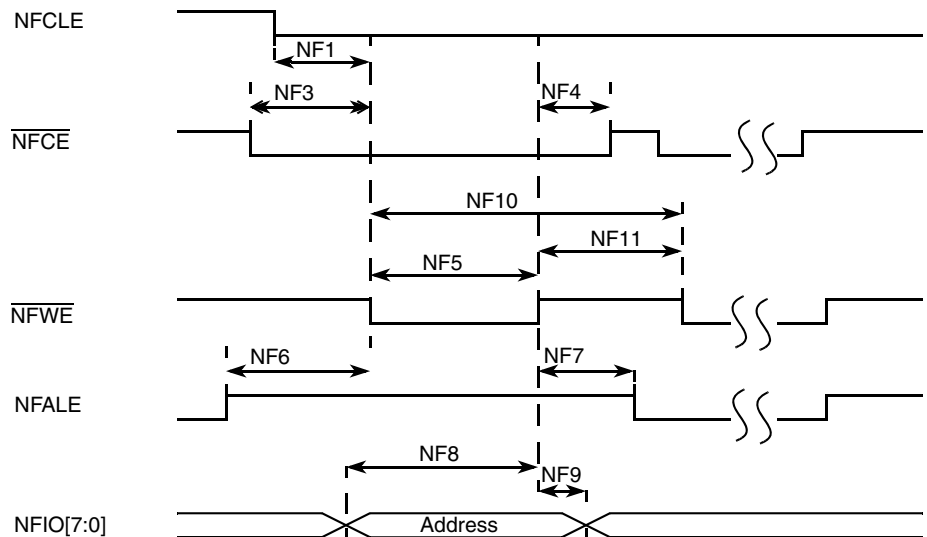 NFCLE
NF1
NF3
NF4
NFCE
NF10
NF11
NF5
NFWE
NF6
NF7
NFALE
NF8
NF9
NFIO[7:0]
Address